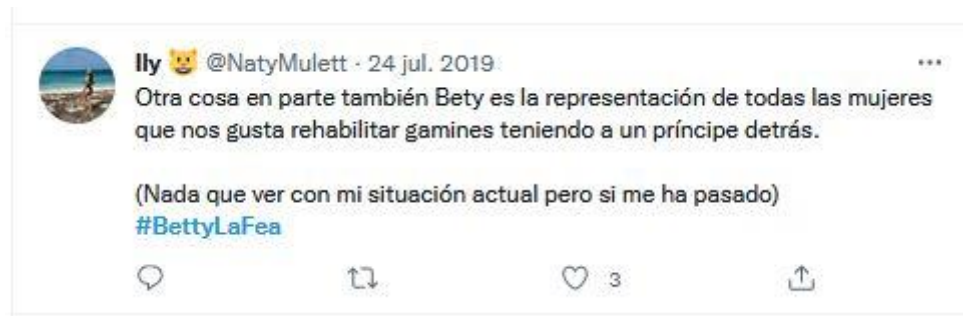 Ily 😺 @NatyMulett · 24 jul. 2019
Otra cosa en parte también Bety es la representación de todas las mujeres
que nos gusta rehabilitar gamines teniendo a un príncipe detrás.
(Nada que ver con mi situación actual pero si me ha pasado)
#BettyLaFea
3